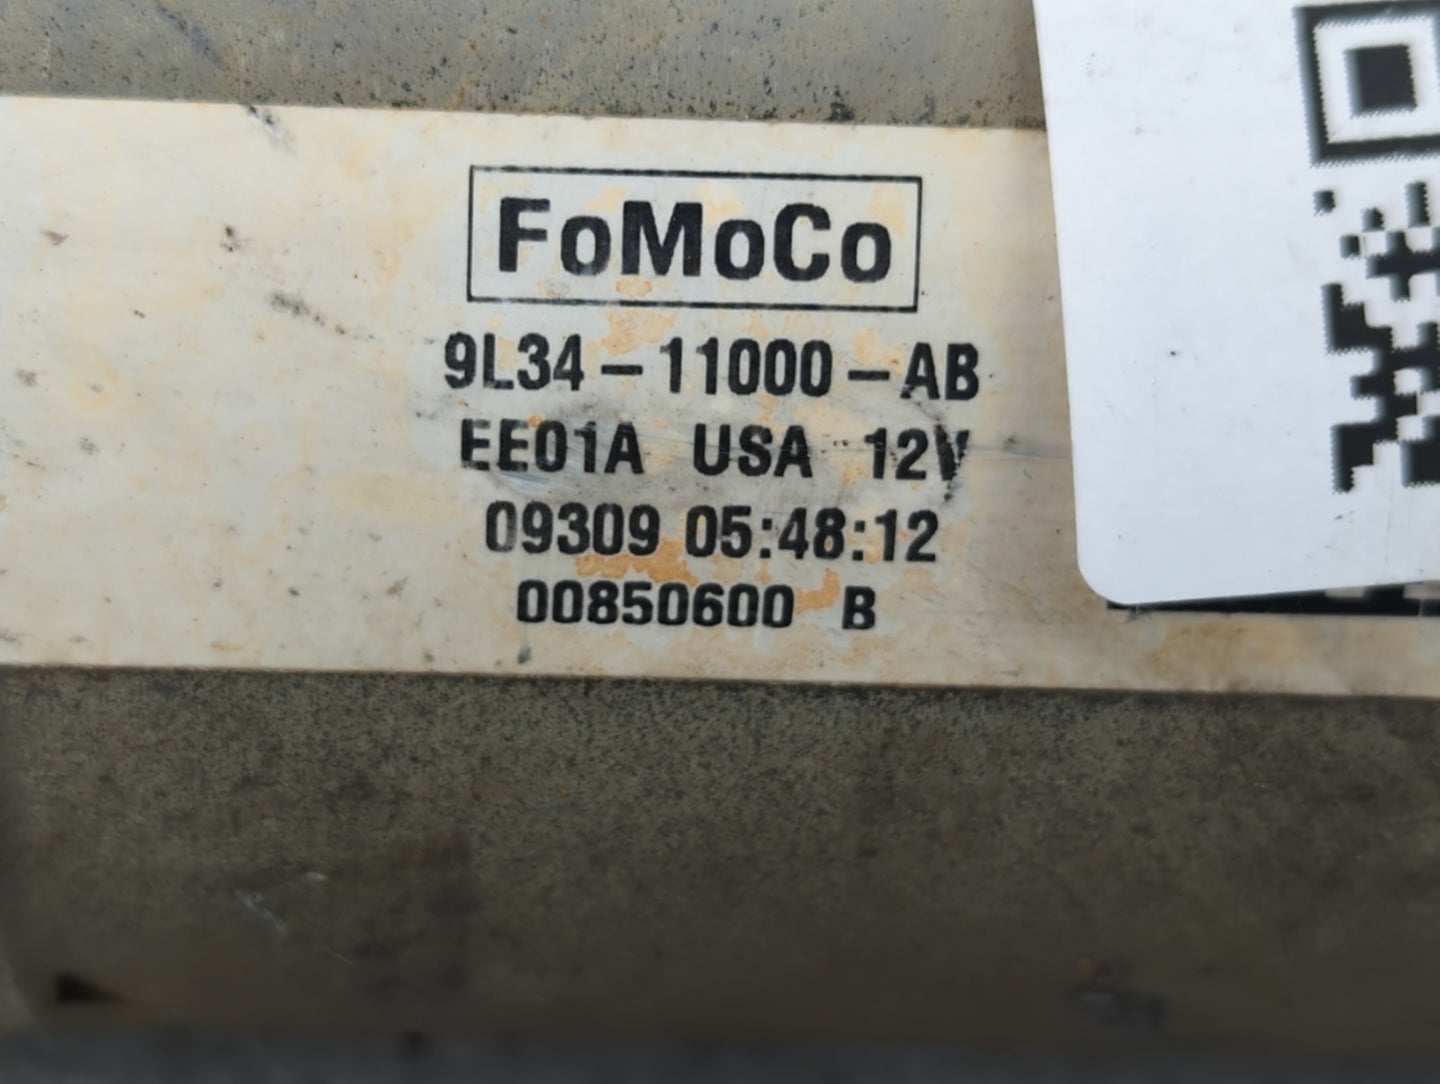 FoMoCo
9L34-11000-AB
EE01A USA 12V
09309 05:48:12
00850600 B